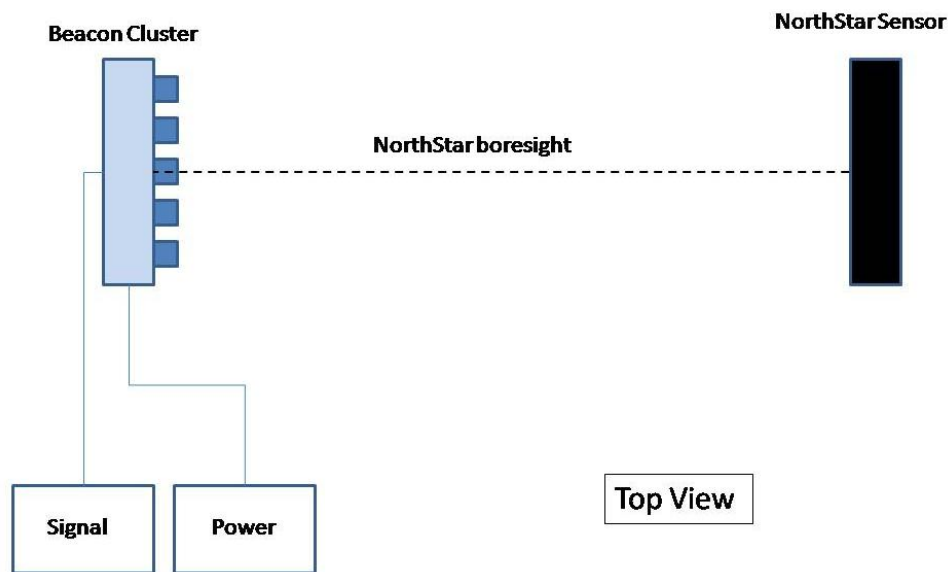 NorthStar Sensor
Beacon Cluster
NorthStar boresight
Top View
Signal
Power